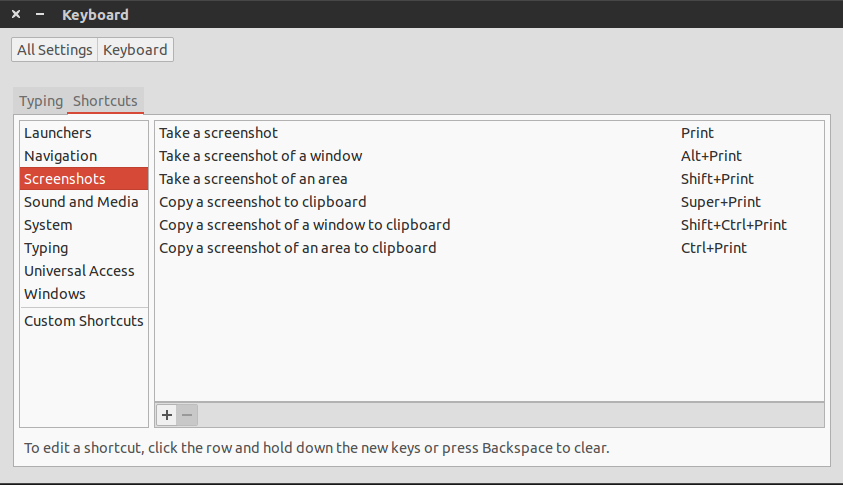 Keyboard
All Settings Keyboard
Typing Shortcuts
Launchers
Navigation
Screenshots
Sound and Media
System
Typing
Universal Access
Windows
Custom Shortcuts
Take a screenshot Print
Take a screenshot of a window Alt+Print
Take a screenshot of an area Shift+Print
Copy a screenshot to clipboard Super+Print
Copy a screenshot of a window to clipboard Shift+Ctrl+Print
Copy a screenshot of an area to clipboard Ctrl+Print
To edit a shortcut, click the row and hold down the new keys or press Backspace to clear.